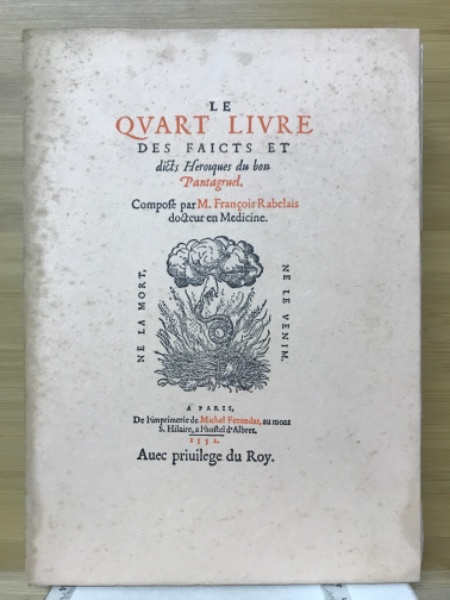 LE
QVART LIVRE
DES FAICTS ET
dicts Heroiques du bon
Pantagruel.
Composé par M. François Rabelais
docteur en Medicine.
NE LA MORT,
NE LE VENIM.
A PARIS,
De l'imprimerie de Michel Fezandat, au mont
S. Hilaire, a l'hostel d'Albret.
1552.
Auec priuilege du Roy.